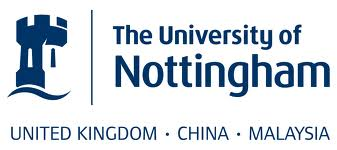 The University of
Nottingham
UNITED KINGDOM · CHINA · MALAYSIA